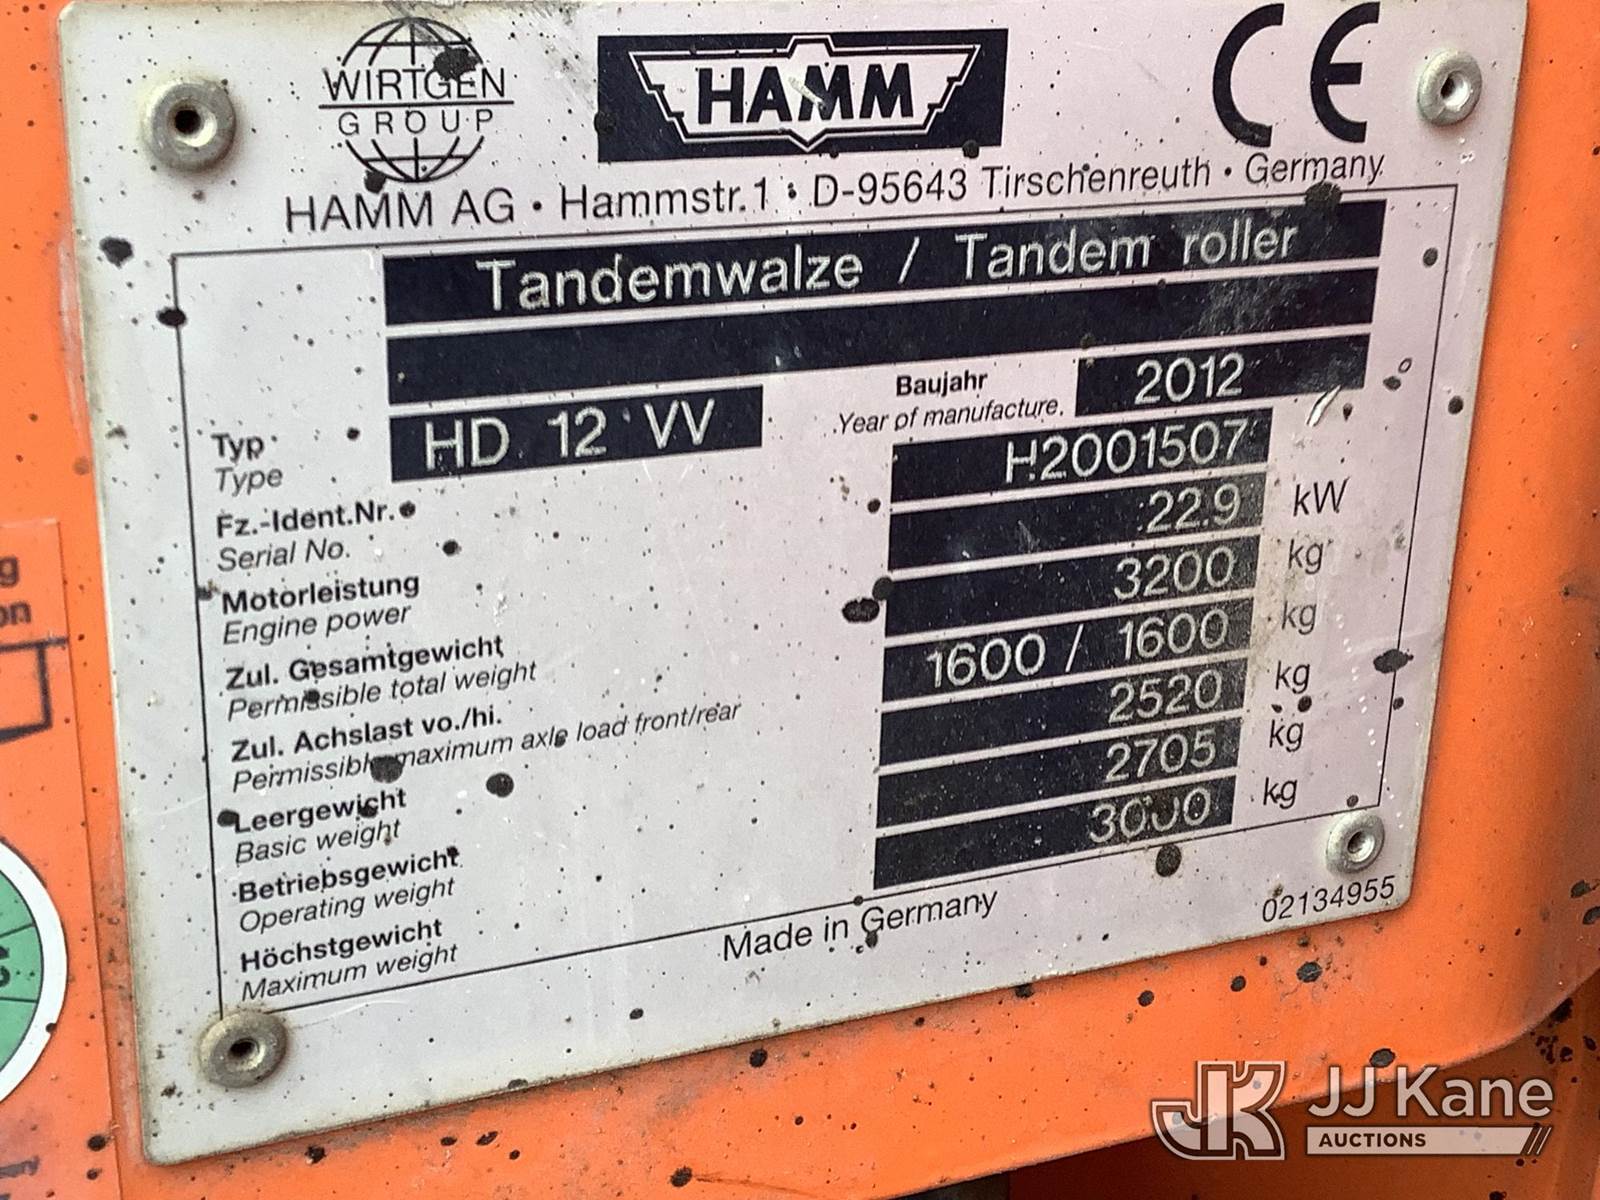 WIRTGEN
GROUP
HAMM
CE
HAMM AG · Hammstr.1 · D-95643 Tirschenreuth · Germany
Tandemwalze / Tandem roller
Baujahr 2012
Year of manufacture
Typ HD 12 VV
Type
Fz.-Ident.Nr. H2001507
Serial No.
Motorleistung 22.9 kW
Engine power
Zul. Gesamtgewicht 3200 kg
Permissible total weight
Zul. Achslast vo./hi. 1600 / 1600 kg
Permissible maximum axle load front/rear
Leergewicht 2520 kg
Basic weight
Betriebsgewicht 2705 kg
Operating weight
Höchstgewicht 3000 kg
Maximum weight
Made in Germany
02134955
JK JJ Kane
AUCTIONS